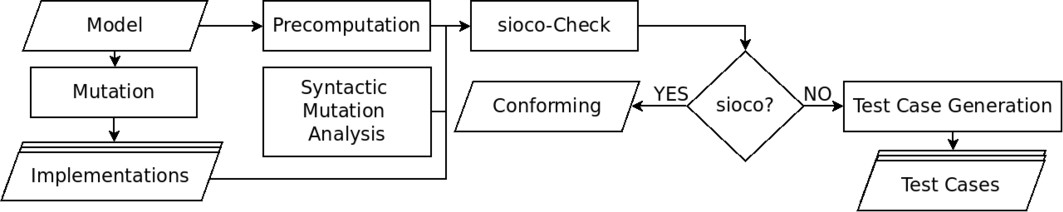 Model
Precomputation
sioco-Check
Mutation
Syntactic
Mutation
Analysis
Conforming
YES
sioco?
NO
Test Case Generation
Implementations
Test Cases